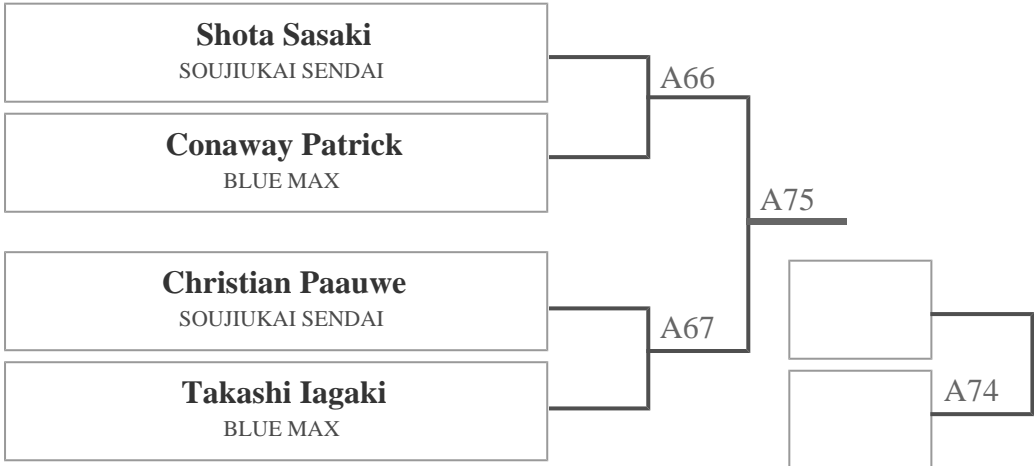 Shota Sasaki
SOUJIUKAI SENDAI
A66
Conaway Patrick
BLUE MAX
A75
Christian Paauwe
SOUJIUKAI SENDAI
A67
Takashi Iagaki
BLUE MAX
A74